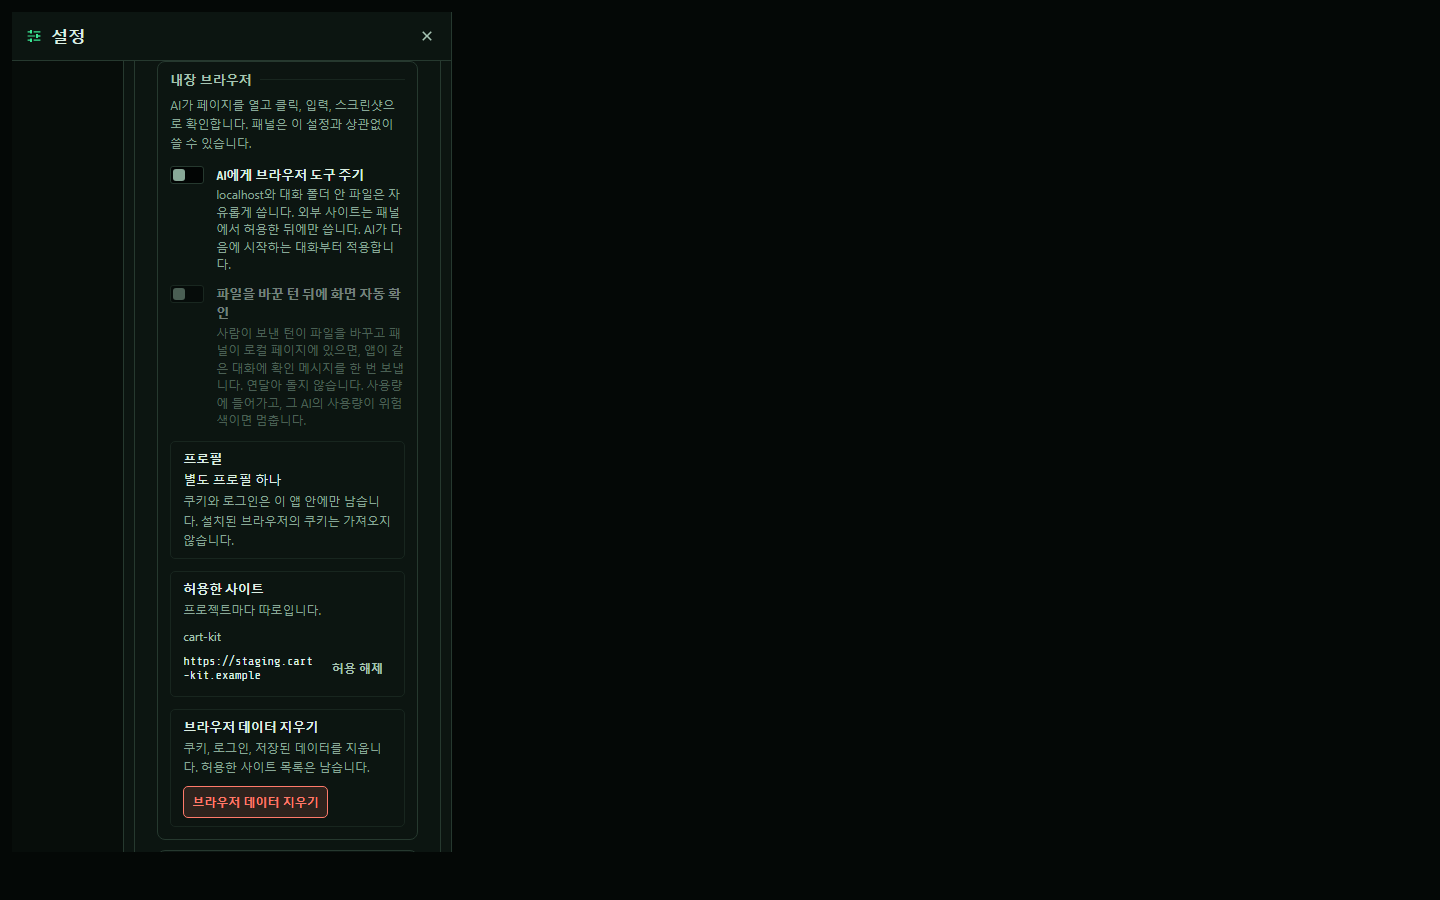 설정
내장 브라우저
AI가 페이지를 열고 클릭, 입력, 스크린샷으
로 확인합니다. 패널은 이 설정과 상관없이
쓸 수 있습니다.
AI에게 브라우저 도구 주기
localhost와 대화 폴더 안 파일은 자
유롭게 씁니다. 외부 사이트는 패널
에서 허용한 뒤에만 씁니다. AI가 다
음에 시작하는 대화부터 적용합니
다.
파일을 바꾼 턴 뒤에 화면 자동 확
인
사람이 보낸 턴이 파일을 바꾸고 패
널이 로컬 페이지에 있으면, 앱이 같
은 대화에 확인 메시지를 한 번 보냅
니다. 연달아 돌지 않습니다. 사용량
에 들어가고, 그 AI의 사용량이 위험
색이면 멈춥니다.
프로필
별도 프로필 하나
쿠키와 로그인은 이 앱 안에만 남습니
다. 설치된 브라우저의 쿠키는 가져오지
않습니다.
허용한 사이트
프로젝트마다 따로입니다.
cart-kit
https://staging.cart
-kit.example
허용 해제
브라우저 데이터 지우기
쿠키, 로그인, 저장된 데이터를 지웁니
다. 허용한 사이트 목록은 남습니다.
브라우저 데이터 지우기